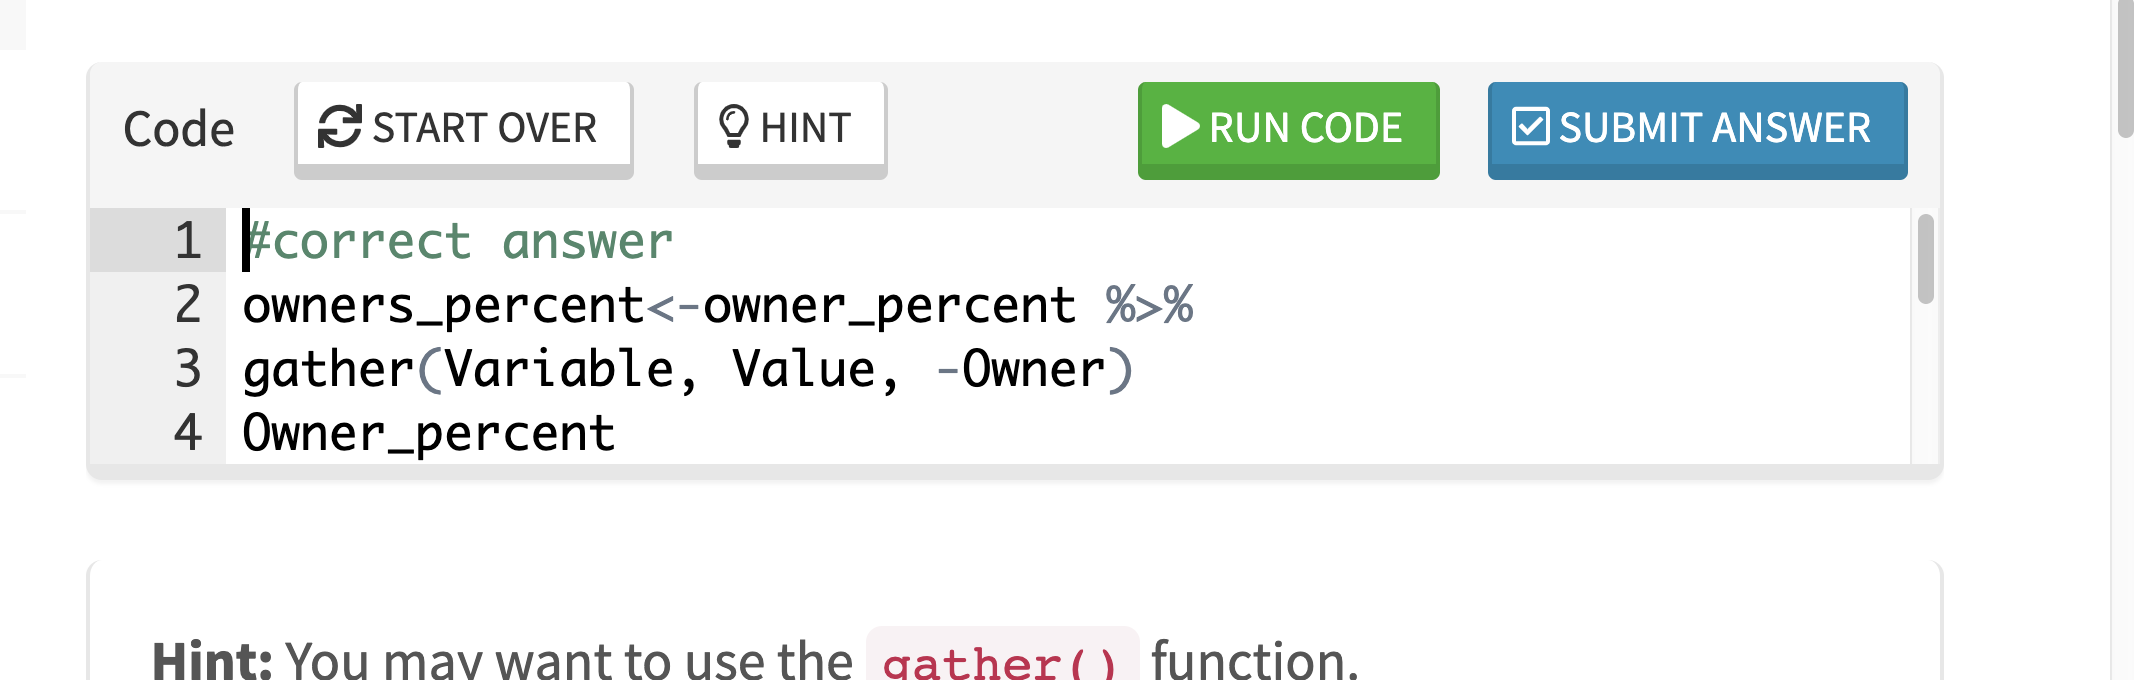 Code START OVER HINT RUN CODE SUBMIT ANSWER
1 #correct answer
2 owners_percent<-owner_percent %>%
3 gather(Variable, Value, -Owner)
4 Owner_percent
Hint: You may want to use the gather() function.